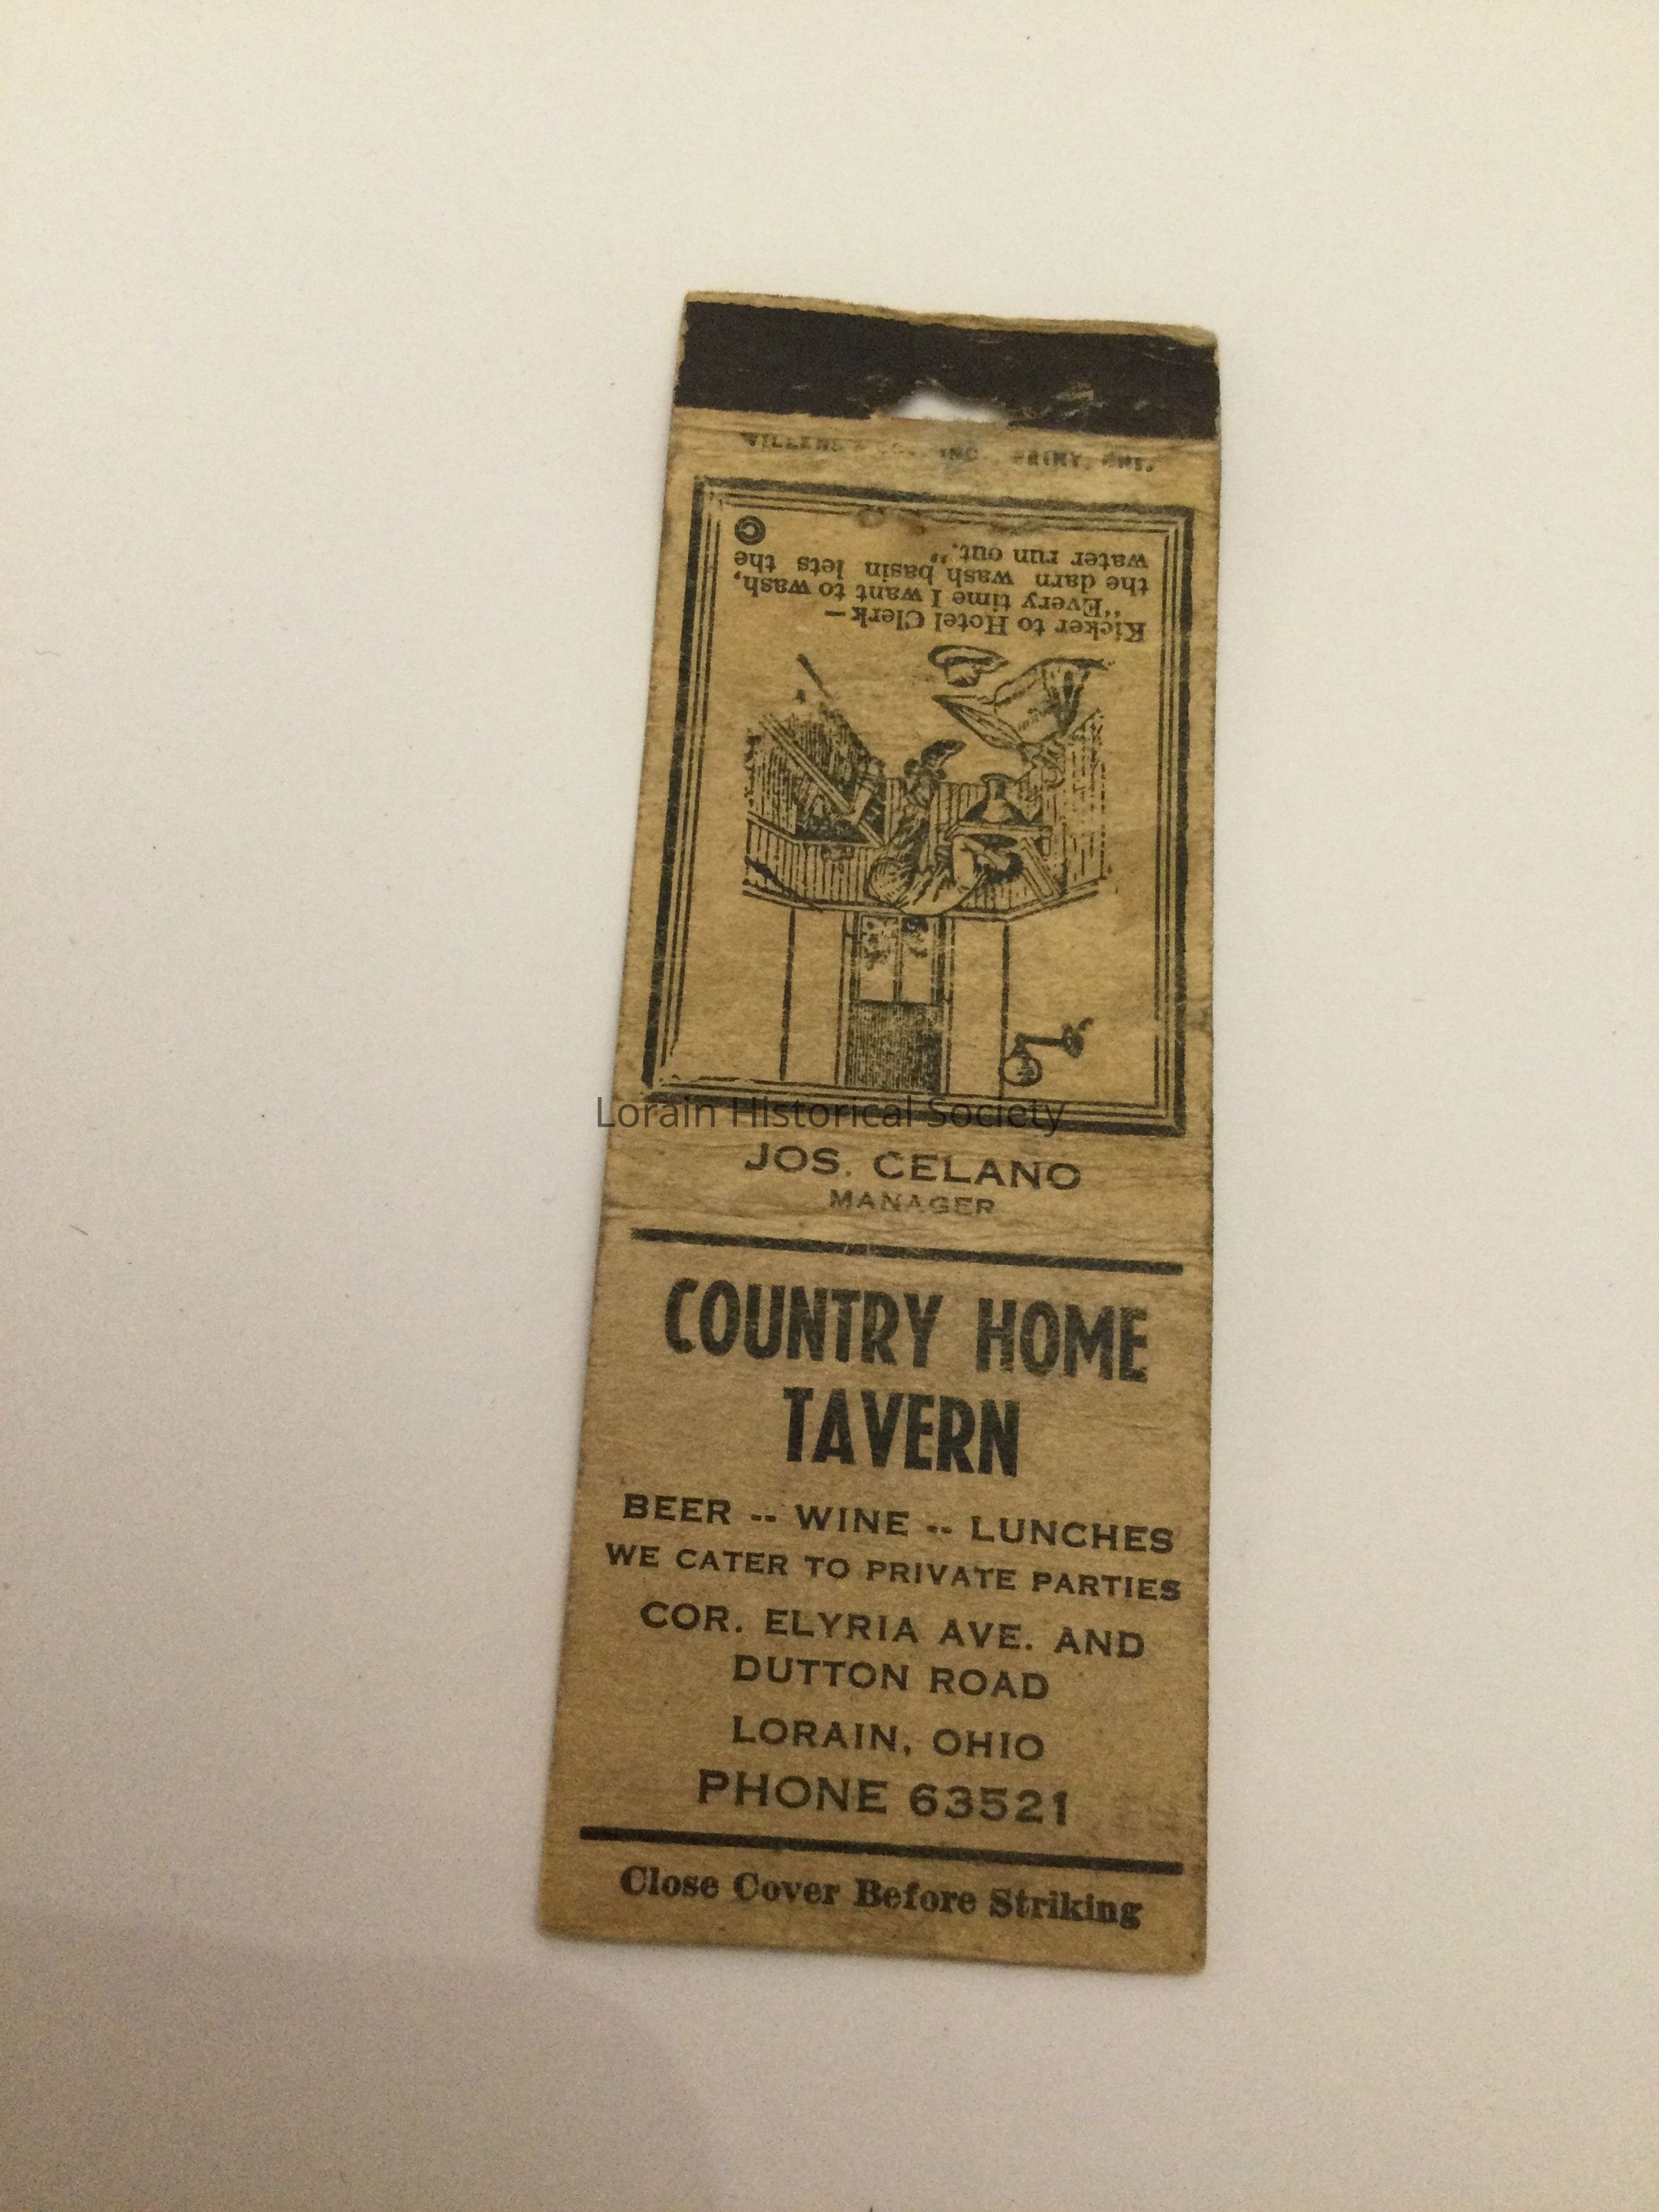 INC.
Kicker to Hotel Clerk—
"Every time I want to wash,
the darn wash basin lets the
water run out."
©
Lorain Historical Society
JOS. CELANO
MANAGER
COUNTRY HOME
TAVERN
BEER -- WINE -- LUNCHES
WE CATER TO PRIVATE PARTIES
COR. ELYRIA AVE. AND
DUTTON ROAD
LORAIN, OHIO
PHONE 63521
Close Cover Before Striking